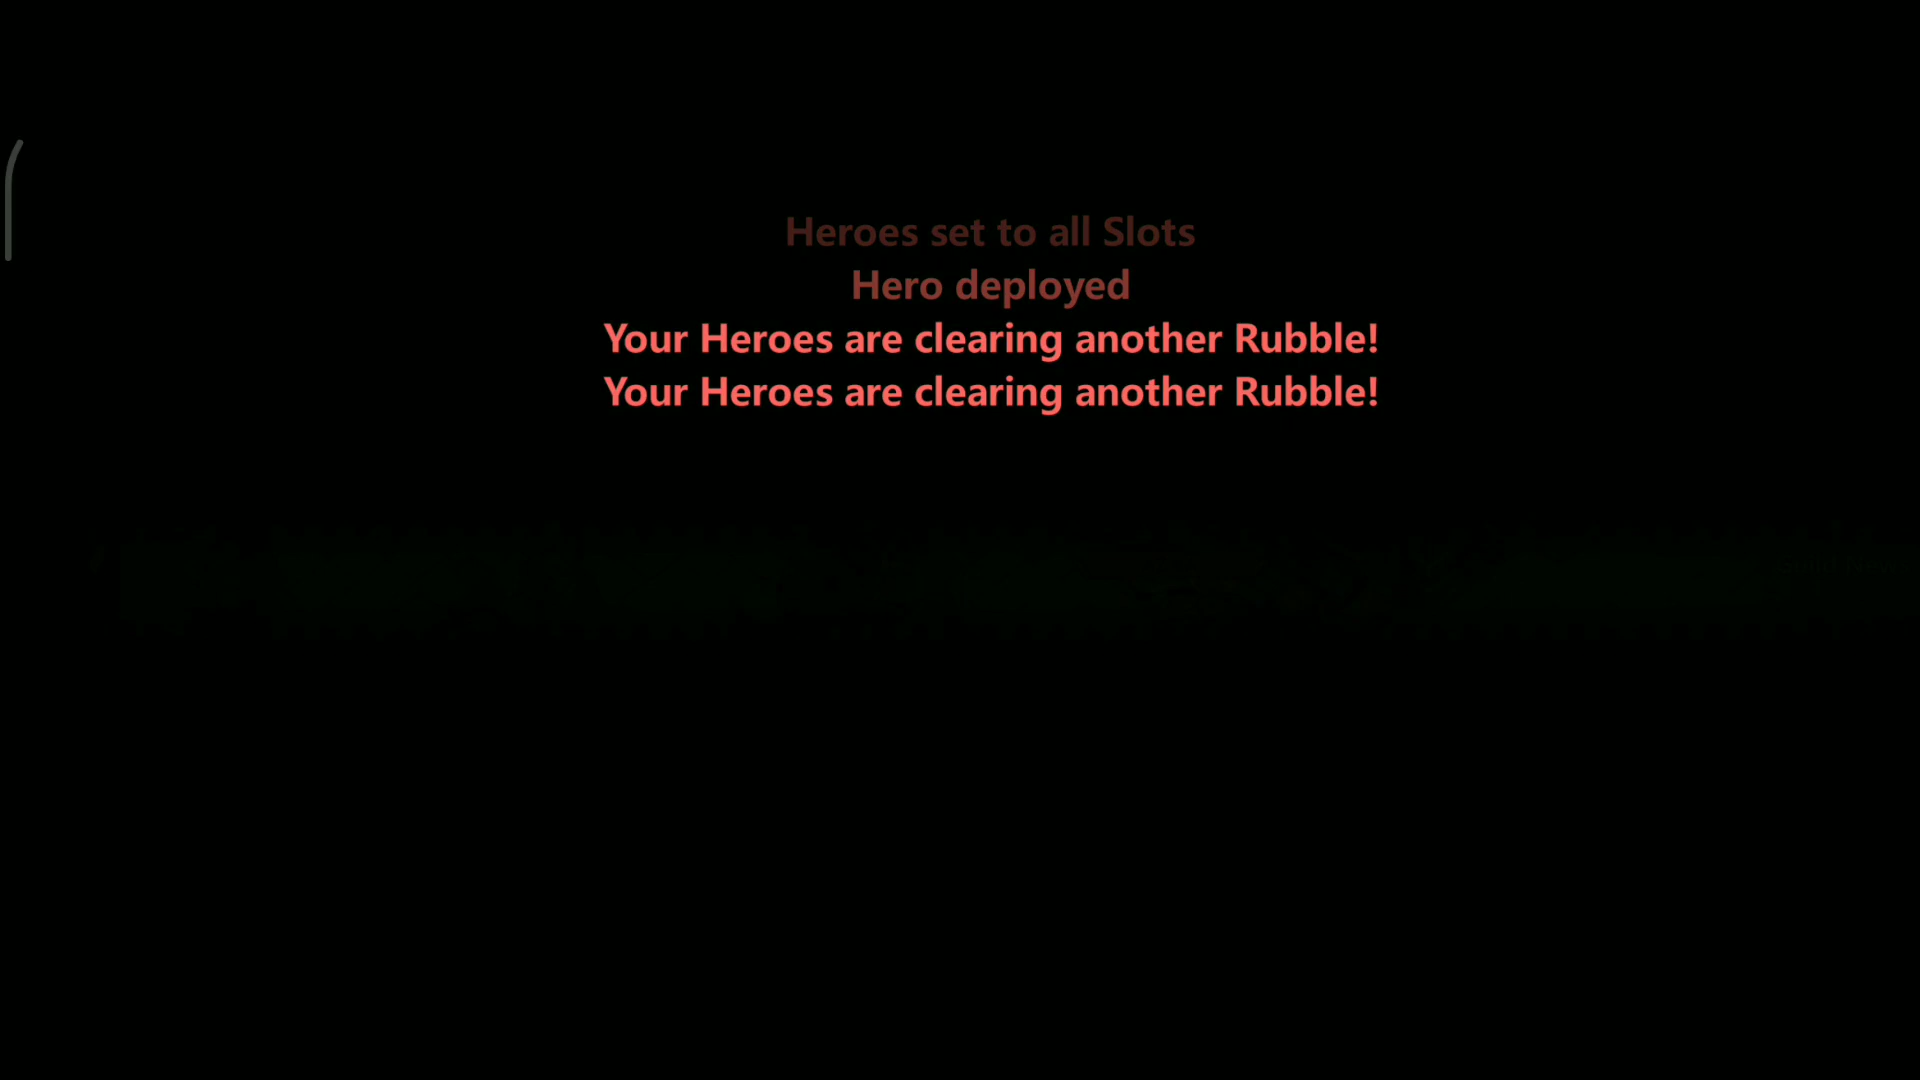 Heroes set to all Slots
Hero deployed
Your Heroes are clearing another Rubble!
Your Heroes are clearing another Rubble!